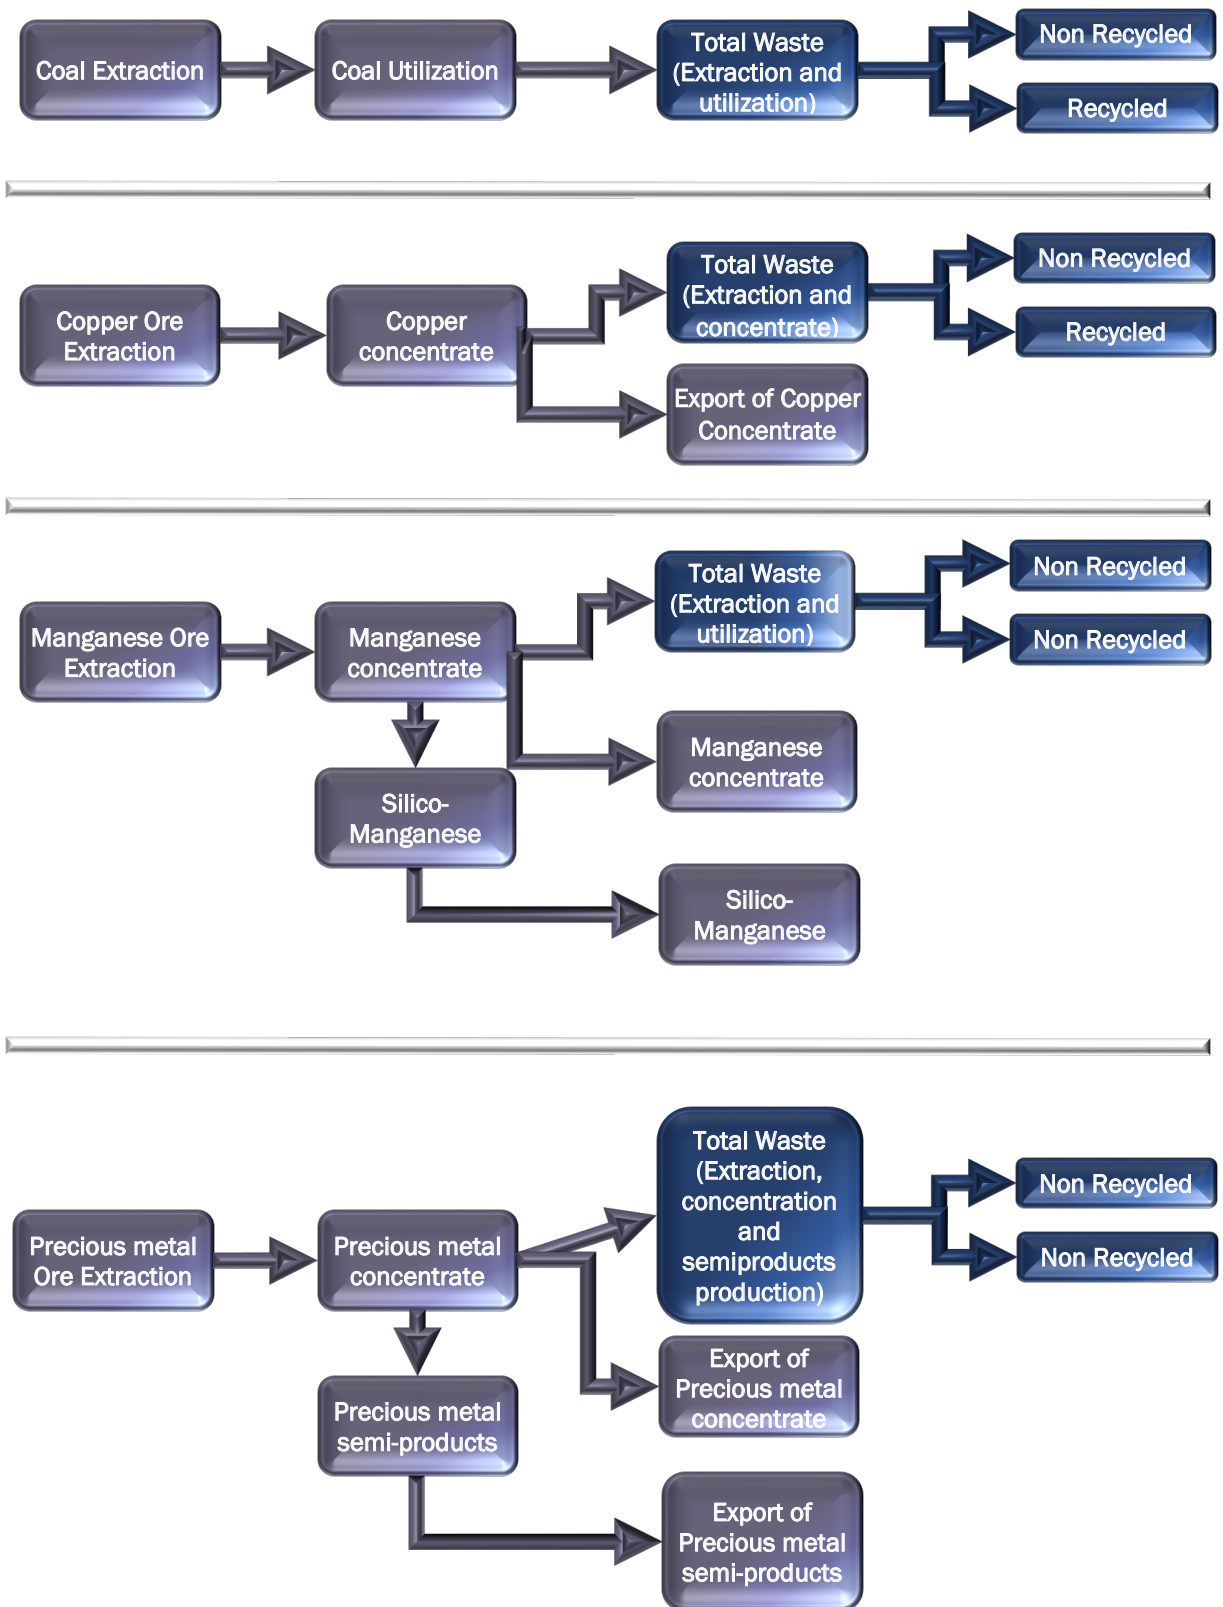 Coal Extraction
Coal Utilization
Total Waste
(Extraction and
utilization)
Non Recycled
Recycled
Copper Ore
Extraction
Copper
concentrate
Total Waste
(Extraction and
concentrate)
Export of Copper
Concentrate
Non Recycled
Recycled
Manganese Ore
Extraction
Manganese
concentrate
Silico-
Manganese
Total Waste
(Extraction and
utilization)
Manganese
concentrate
Silico-
Manganese
Non Recycled
Non Recycled
Precious metal
Ore Extraction
Precious metal
concentrate
Precious metal
semi-products
Total Waste
(Extraction,
concentration
and
semiproducts
production)
Export of
Precious metal
concentrate
Export of
Precious metal
semi-products
Non Recycled
Non Recycled